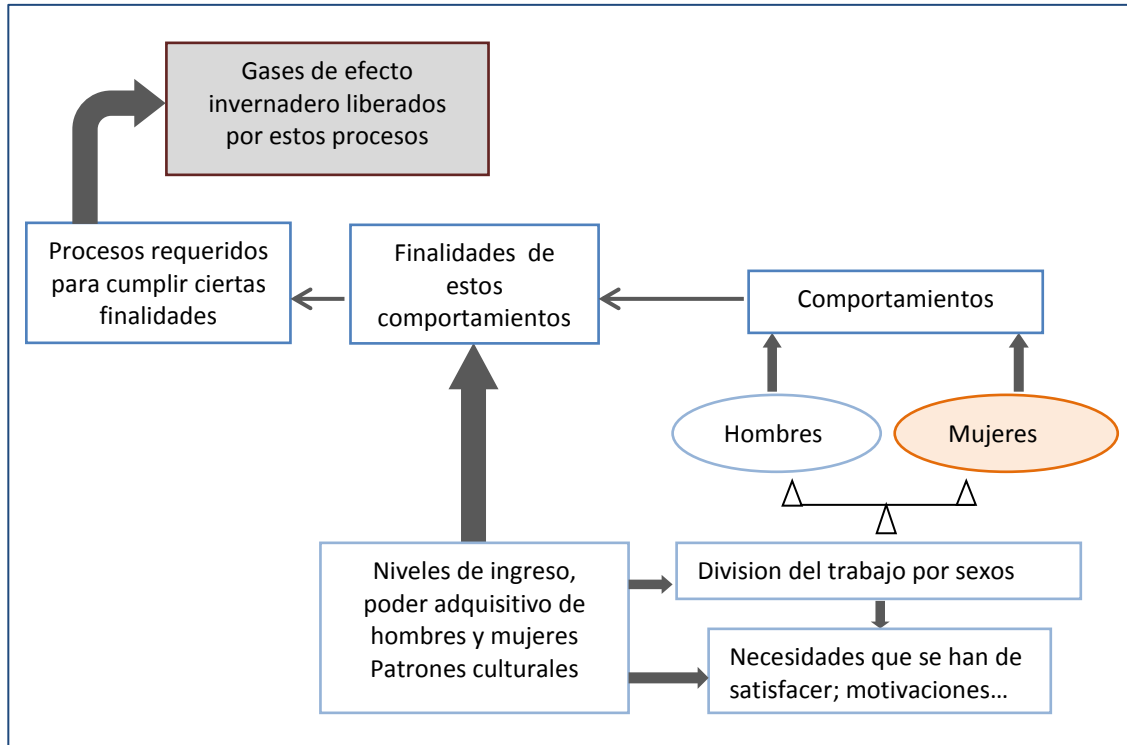 Gases de efecto
invernadero liberados
por estos procesos
Procesos requeridos
para cumplir ciertas
finalidades
Finalidades de
estos
comportamientos
Comportamientos
Hombres
Mujeres
Niveles de ingreso,
poder adquisitivo de
hombres y mujeres
Patrones culturales
Division del trabajo por sexos
Necesidades que se han de
satisfacer; motivaciones...